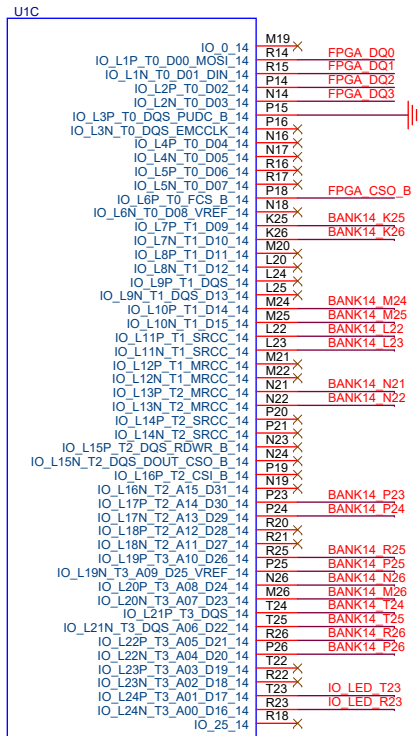 U1C
IO_0_14 M19
IO_L1P_T0_D00_MOSI_14 R14 FPGA_DQ0
IO_L1N_T0_D01_DIN_14 R15 FPGA_DQ1
IO_L2P_T0_D02_14 P14 FPGA_DQ2
IO_L2N_T0_D03_14 N14 FPGA_DQ3
IO_L3P_T0_DQS_PUDC_B_14 P15
IO_L3N_T0_DQS_EMCCLK_14 P16
IO_L4P_T0_D04_14 N16
IO_L4N_T0_D05_14 N17
IO_L5P_T0_D06_14 R16
IO_L5N_T0_D07_14 R17
IO_L6P_T0_FCS_B_14 P18 FPGA_CSO_B
IO_L6N_T0_D08_VREF_14 N18
IO_L7P_T1_D09_14 K25 BANK14_K25
IO_L7N_T1_D10_14 K26 BANK14_K26
IO_L8P_T1_D11_14 M20
IO_L8N_T1_D12_14 L20
IO_L9P_T1_DQS_14 L24
IO_L9N_T1_DQS_D13_14 L25
IO_L10P_T1_D14_14 M24 BANK14_M24
IO_L10N_T1_D15_14 M25 BANK14_M25
IO_L11P_T1_SRCC_14 L22 BANK14_L22
IO_L11N_T1_SRCC_14 L23 BANK14_L23
IO_L12P_T1_MRCC_14 M21
IO_L12N_T1_MRCC_14 M22
IO_L13P_T2_MRCC_14 N21 BANK14_N21
IO_L13N_T2_MRCC_14 N22 BANK14_N22
IO_L14P_T2_SRCC_14 P20
IO_L14N_T2_SRCC_14 P21
IO_L15P_T2_DQS_RDWR_B_14 N23
IO_L15N_T2_DQS_DOUT_CSO_B_14 N24
IO_L16P_T2_CSI_B_14 P19
IO_L16N_T2_A15_D31_14 N19
IO_L17P_T2_A14_D30_14 P23 BANK14_P23
IO_L17N_T2_A13_D29_14 P24 BANK14_P24
IO_L18P_T2_A12_D28_14 R20
IO_L18N_T2_A11_D27_14 R21
IO_L19P_T3_A10_D26_14 R25 BANK14_R25
IO_L19N_T3_A09_D25_VREF_14 P25 BANK14_P25
IO_L20P_T3_A08_D24_14 N26 BANK14_N26
IO_L20N_T3_A07_D23_14 M26 BANK14_M26
IO_L21P_T3_DQS_14 T24 BANK14_T24
IO_L21N_T3_DQS_A06_D22_14 T25 BANK14_T25
IO_L22P_T3_A05_D21_14 R26 BANK14_R26
IO_L22N_T3_A04_D20_14 P26 BANK14_P26
IO_L23P_T3_A03_D19_14 T22
IO_L23N_T3_A02_D18_14 R22
IO_L24P_T3_A01_D17_14 T23 IO_LED_T23
IO_L24N_T3_A00_D16_14 R23 IO_LED_R23
IO_25_14 R18